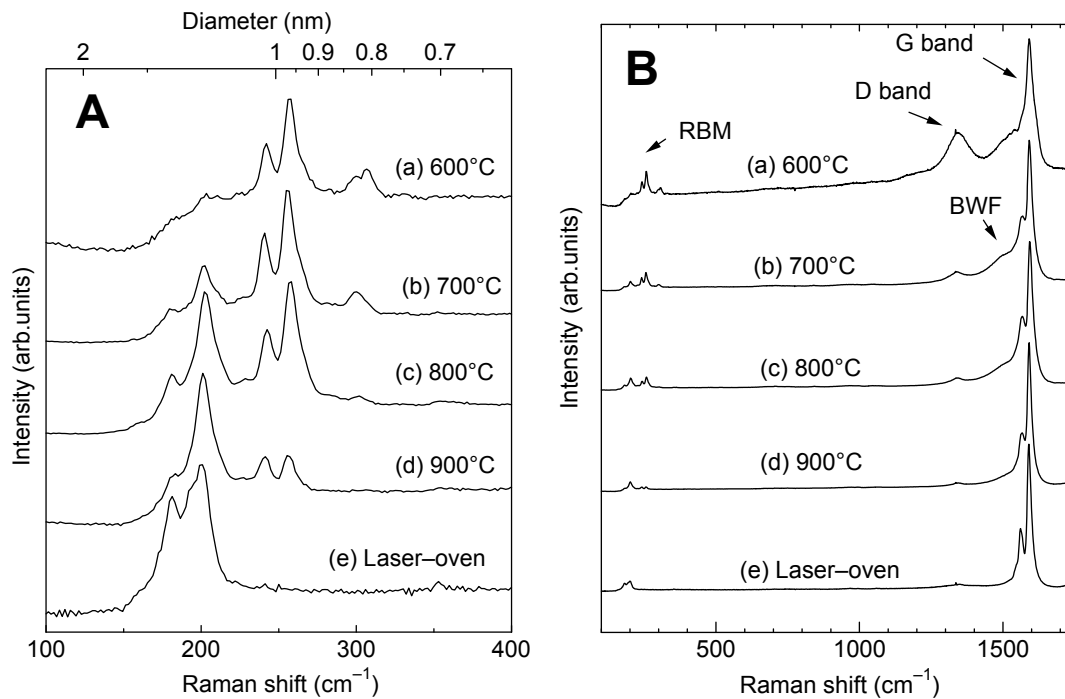 Diameter (nm)
2 1 0.9 0.8 0.7
A
(a) 600°C
(b) 700°C
(c) 800°C
(d) 900°C
(e) Laser–oven
Intensity (arb.units)
100 200 300 400
Raman shift (cm⁻¹)
B
G band
D band
RBM
(a) 600°C
BWF
(b) 700°C
(c) 800°C
(d) 900°C
(e) Laser–oven
Intensity (arb.units)
500 1000 1500
Raman shift (cm⁻¹)